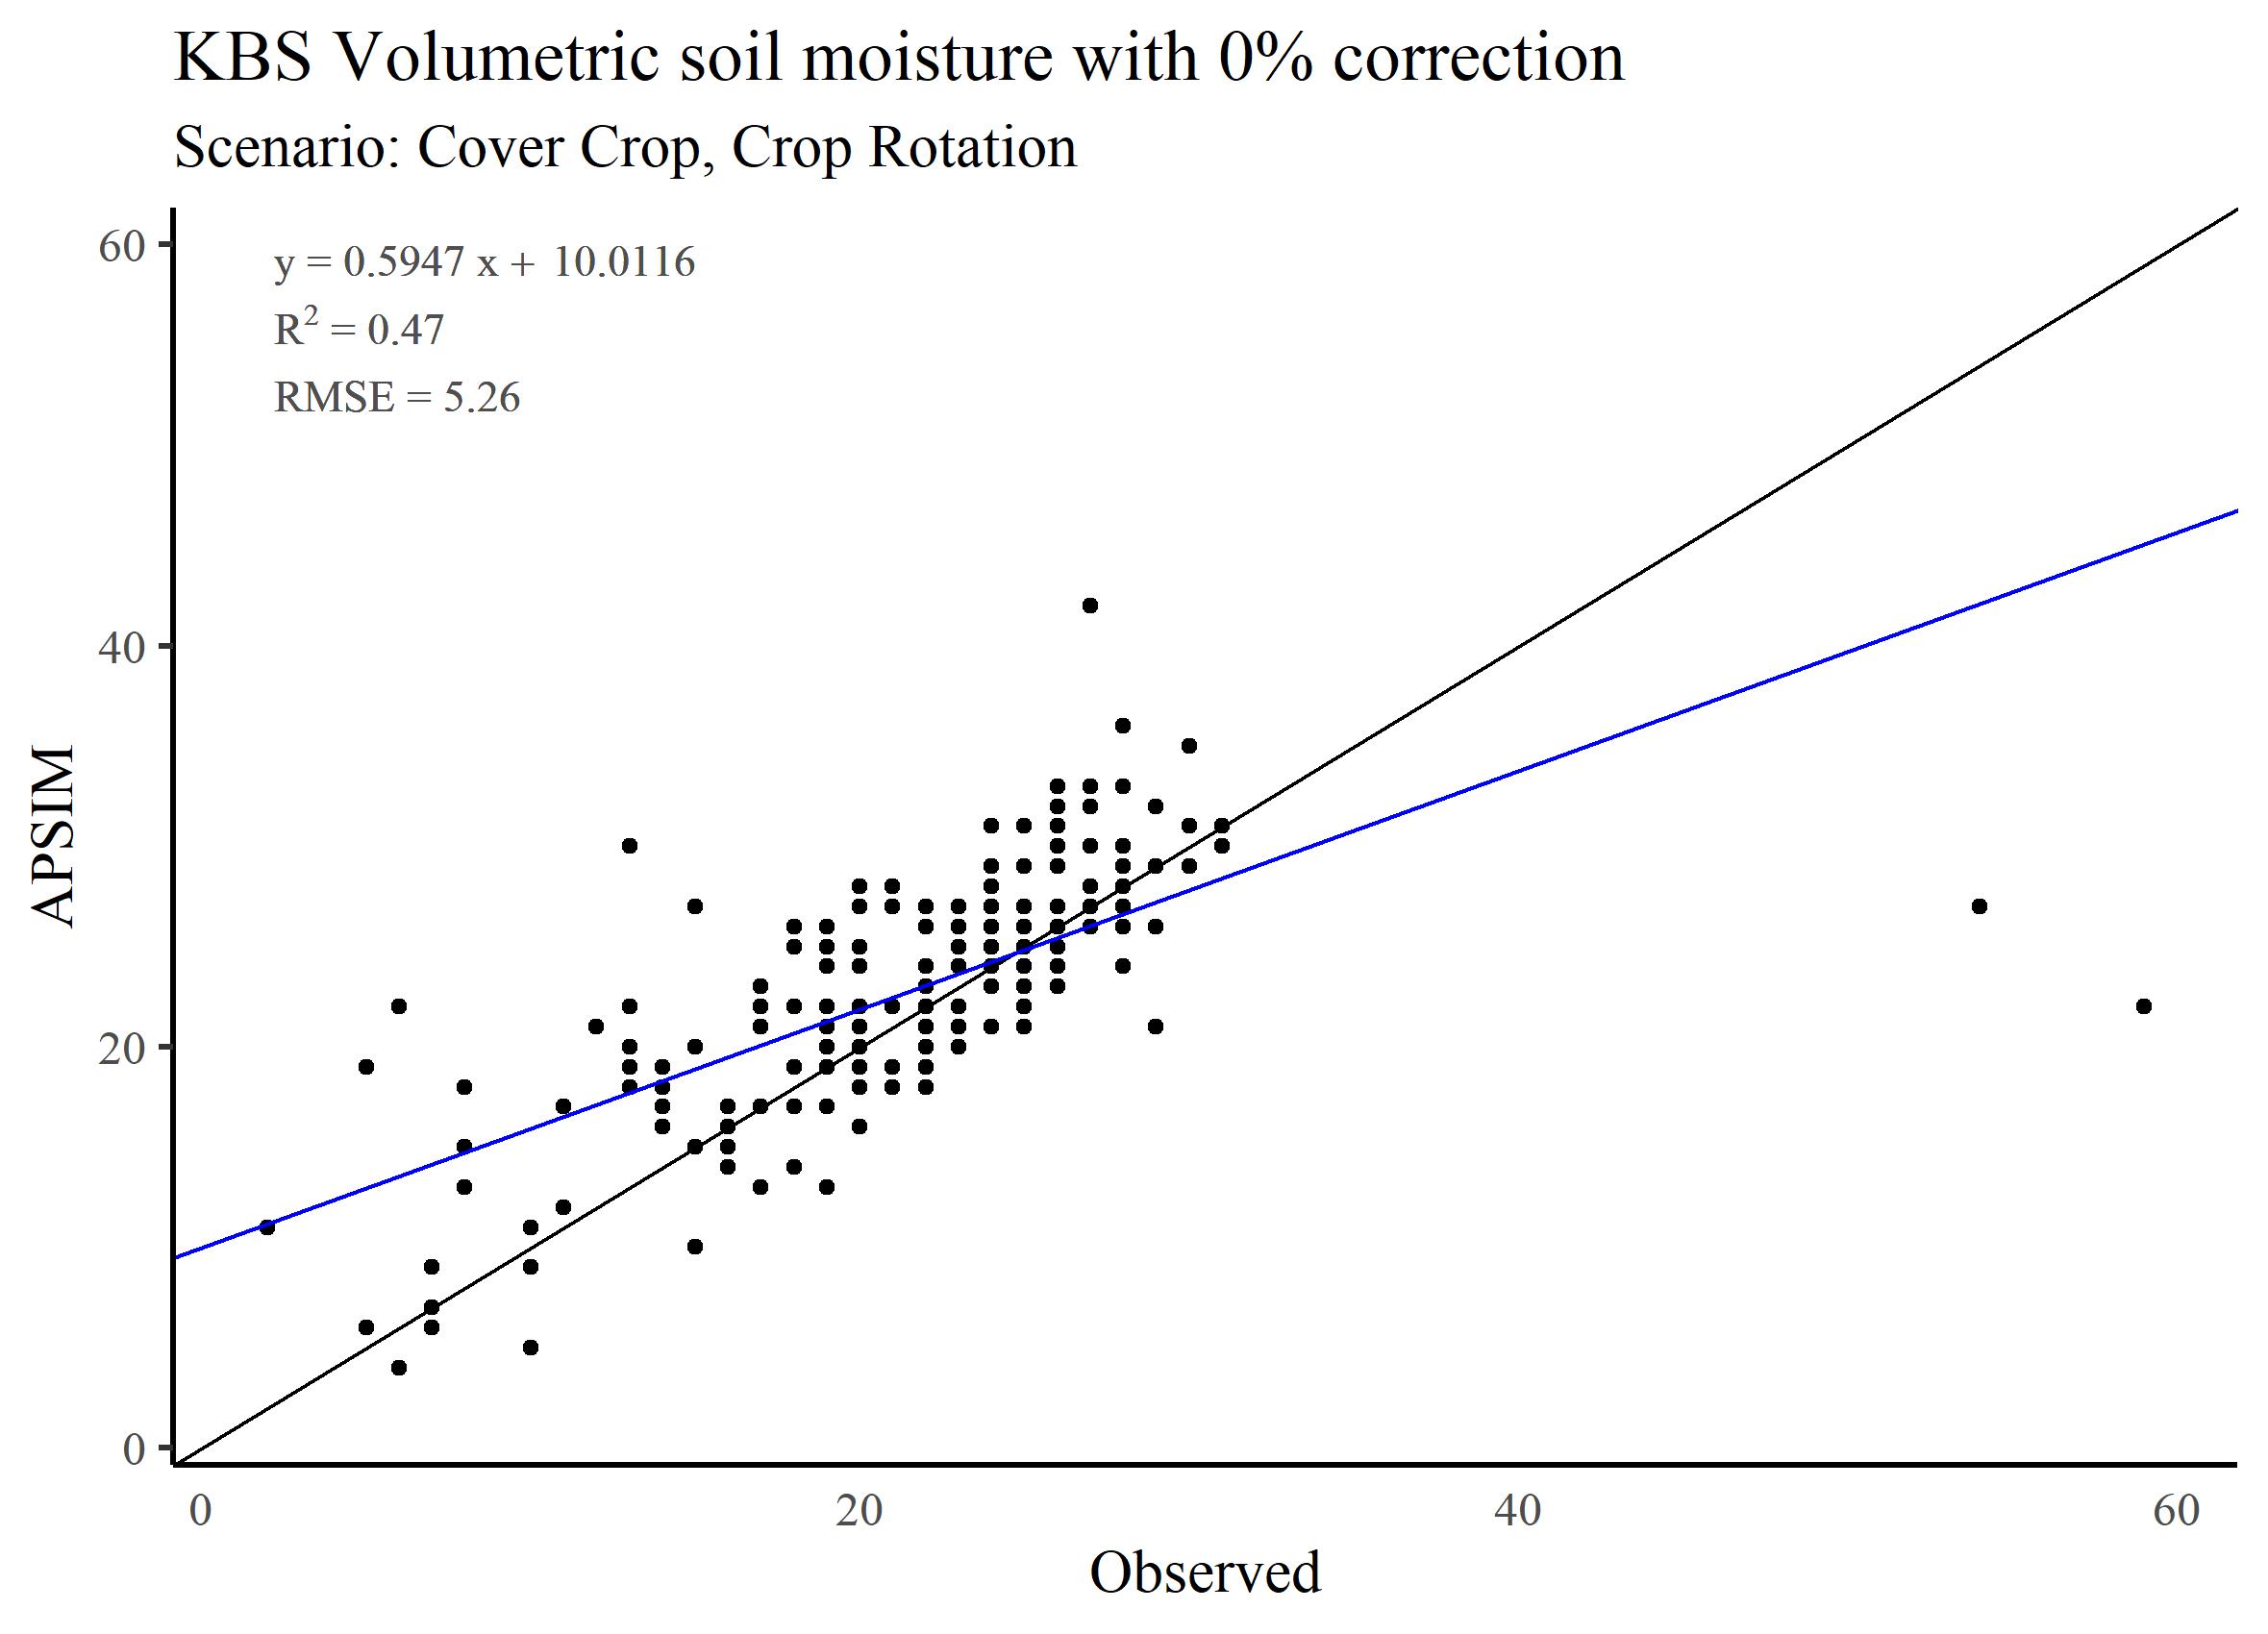 KBS Volumetric soil moisture with 0% correction
Scenario: Cover Crop, Crop Rotation
60
y = 0.5947 x + 10.0116
R² = 0.47
RMSE = 5.26
40
APSIM
20
0
0 20 40 60
Observed